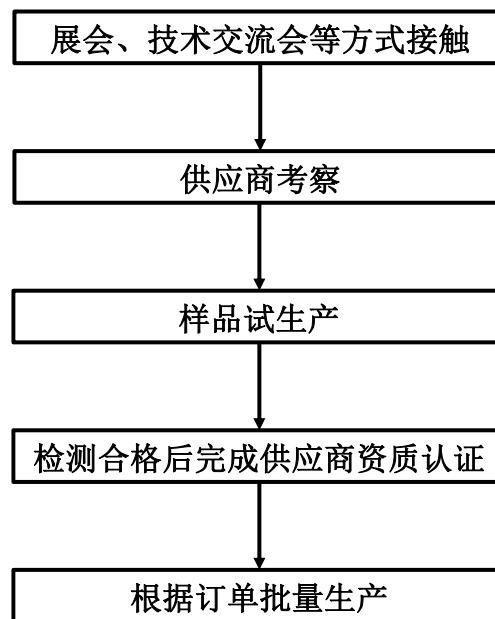 展会、技术交流会等方式接触
供应商考察
样品试生产
检测合格后完成供应商资质认证
根据订单批量生产